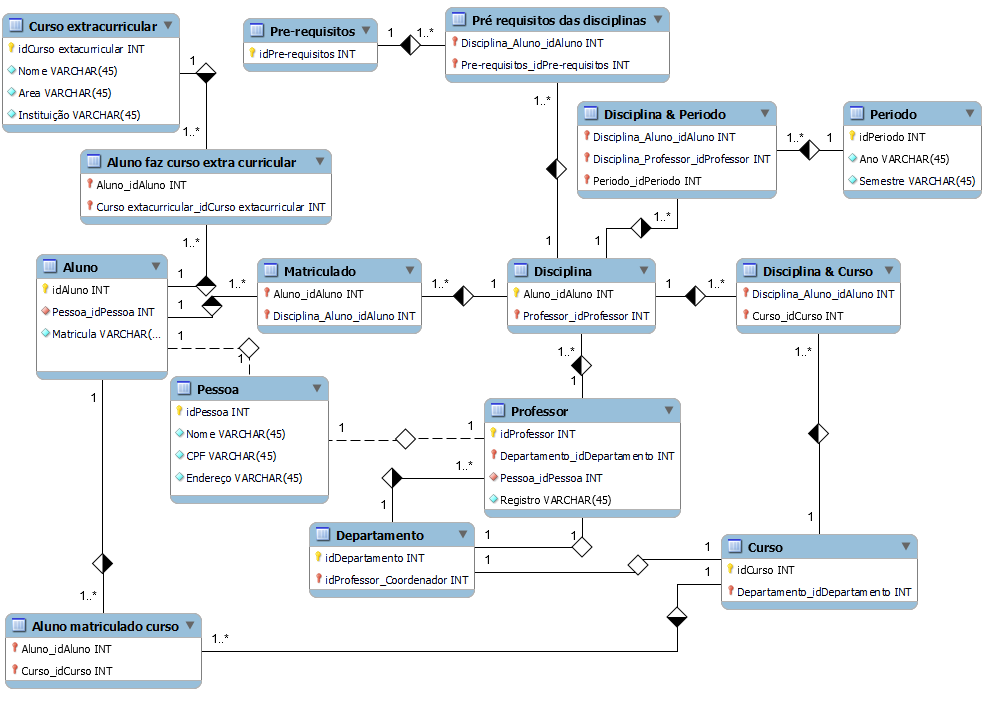 Curso extracurricular
idCurso extacurricular INT
Nome VARCHAR(45)
Area VARCHAR(45)
Instituição VARCHAR(45)
1
1..*
Pre-requisitos
idPre-requisitos INT
1
1..*
Pré requisitos das disciplinas
Disciplina_Aluno_idAluno INT
Pre-requisitos_idPre-requisitos INT
1..*
1
Disciplina & Periodo
Disciplina_Aluno_idAluno INT
Disciplina_Professor_idProfessor INT
Periodo_idPeriodo INT
1..*
1
Periodo
idPeriodo INT
Ano VARCHAR(45)
Semestre VARCHAR(45)
1..*
1
Aluno faz curso extra curricular
Aluno_idAluno INT
Curso extacurricular_idCurso extacurricular INT
1..*
1
Aluno
idAluno INT
Pessoa_idPessoa INT
Matricula VARCHAR(...
1
1..*
1
1
Matriculado
Aluno_idAluno INT
Disciplina_Aluno_idAluno INT
1..*
1
Disciplina
Aluno_idAluno INT
Professor_idProfessor INT
1
1..*
Disciplina & Curso
Disciplina_Aluno_idAluno INT
Curso_idCurso INT
1..*
1
1..*
1
Pessoa
idPessoa INT
Nome VARCHAR(45)
CPF VARCHAR(45)
Endereço VARCHAR(45)
1
1
Professor
idProfessor INT
Departamento_idDepartamento INT
Pessoa_idPessoa INT
Registro VARCHAR(45)
1..*
1
1
1
Departamento
idDepartamento INT
idProfessor_Coordenador INT
1
1
Curso
idCurso INT
Departamento_idDepartamento INT
1
1..*
1
1..*
Aluno matriculado curso
Aluno_idAluno INT
Curso_idCurso INT